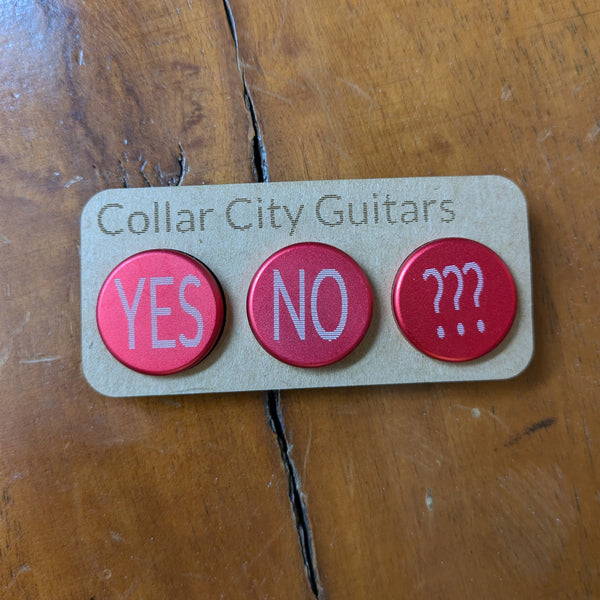 Collar City Guitars
YES NO ???